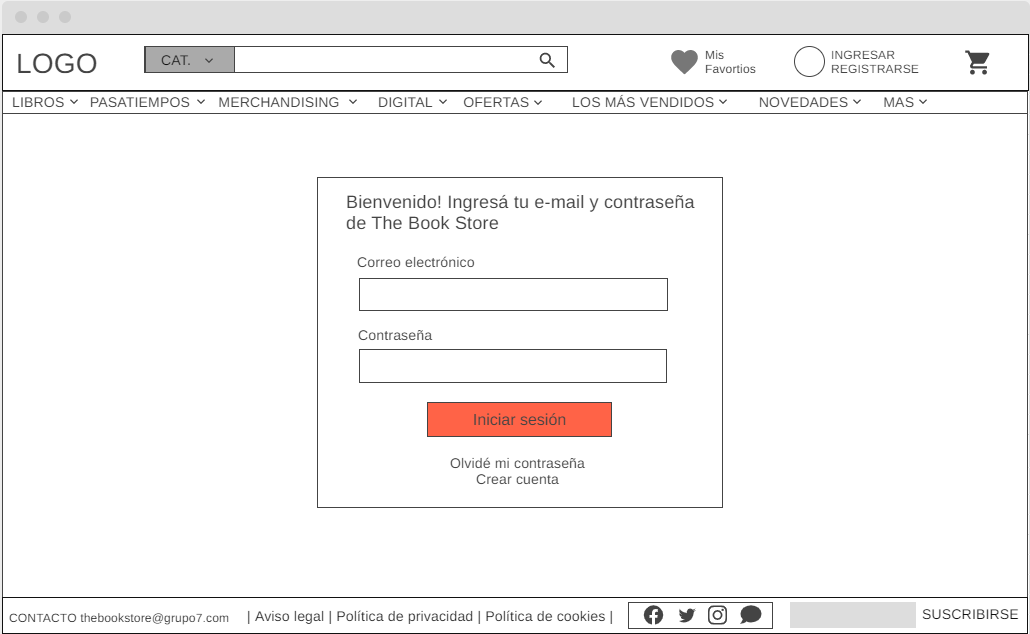 LOGO
CAT.
Mis
Favortios
INGRESAR
REGISTRARSE
LIBROS PASATIEMPOS MERCHANDISING DIGITAL OFERTAS LOS MÁS VENDIDOS NOVEDADES MAS
Bienvenido! Ingresá tu e-mail y contraseña
de The Book Store
Correo electrónico
Contraseña
Iniciar sesión
Olvidé mi contraseña
Crear cuenta
CONTACTO thebookstore@grupo7.com | Aviso legal | Política de privacidad | Política de cookies | SUSCRIBIRSE